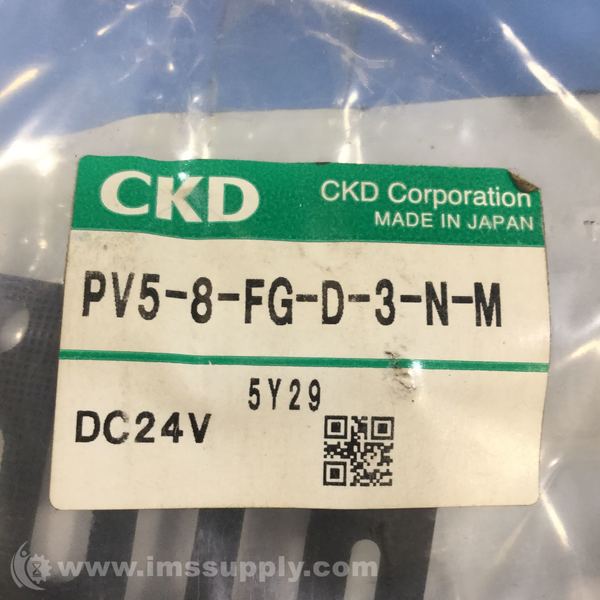 CKD
CKD Corporation
MADE IN JAPAN
PV5-8-FG-D-3-N-M
5Y29
DC24V
www.imssupply.com